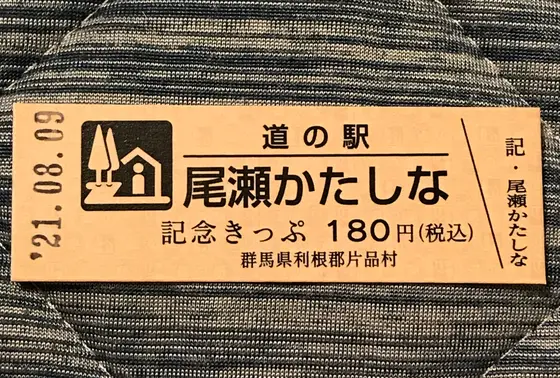 '21.08.09
道の駅
尾瀬かたしな
記念きっぷ 180円(税込)
群馬県利根郡片品村
記・尾瀬かたしな